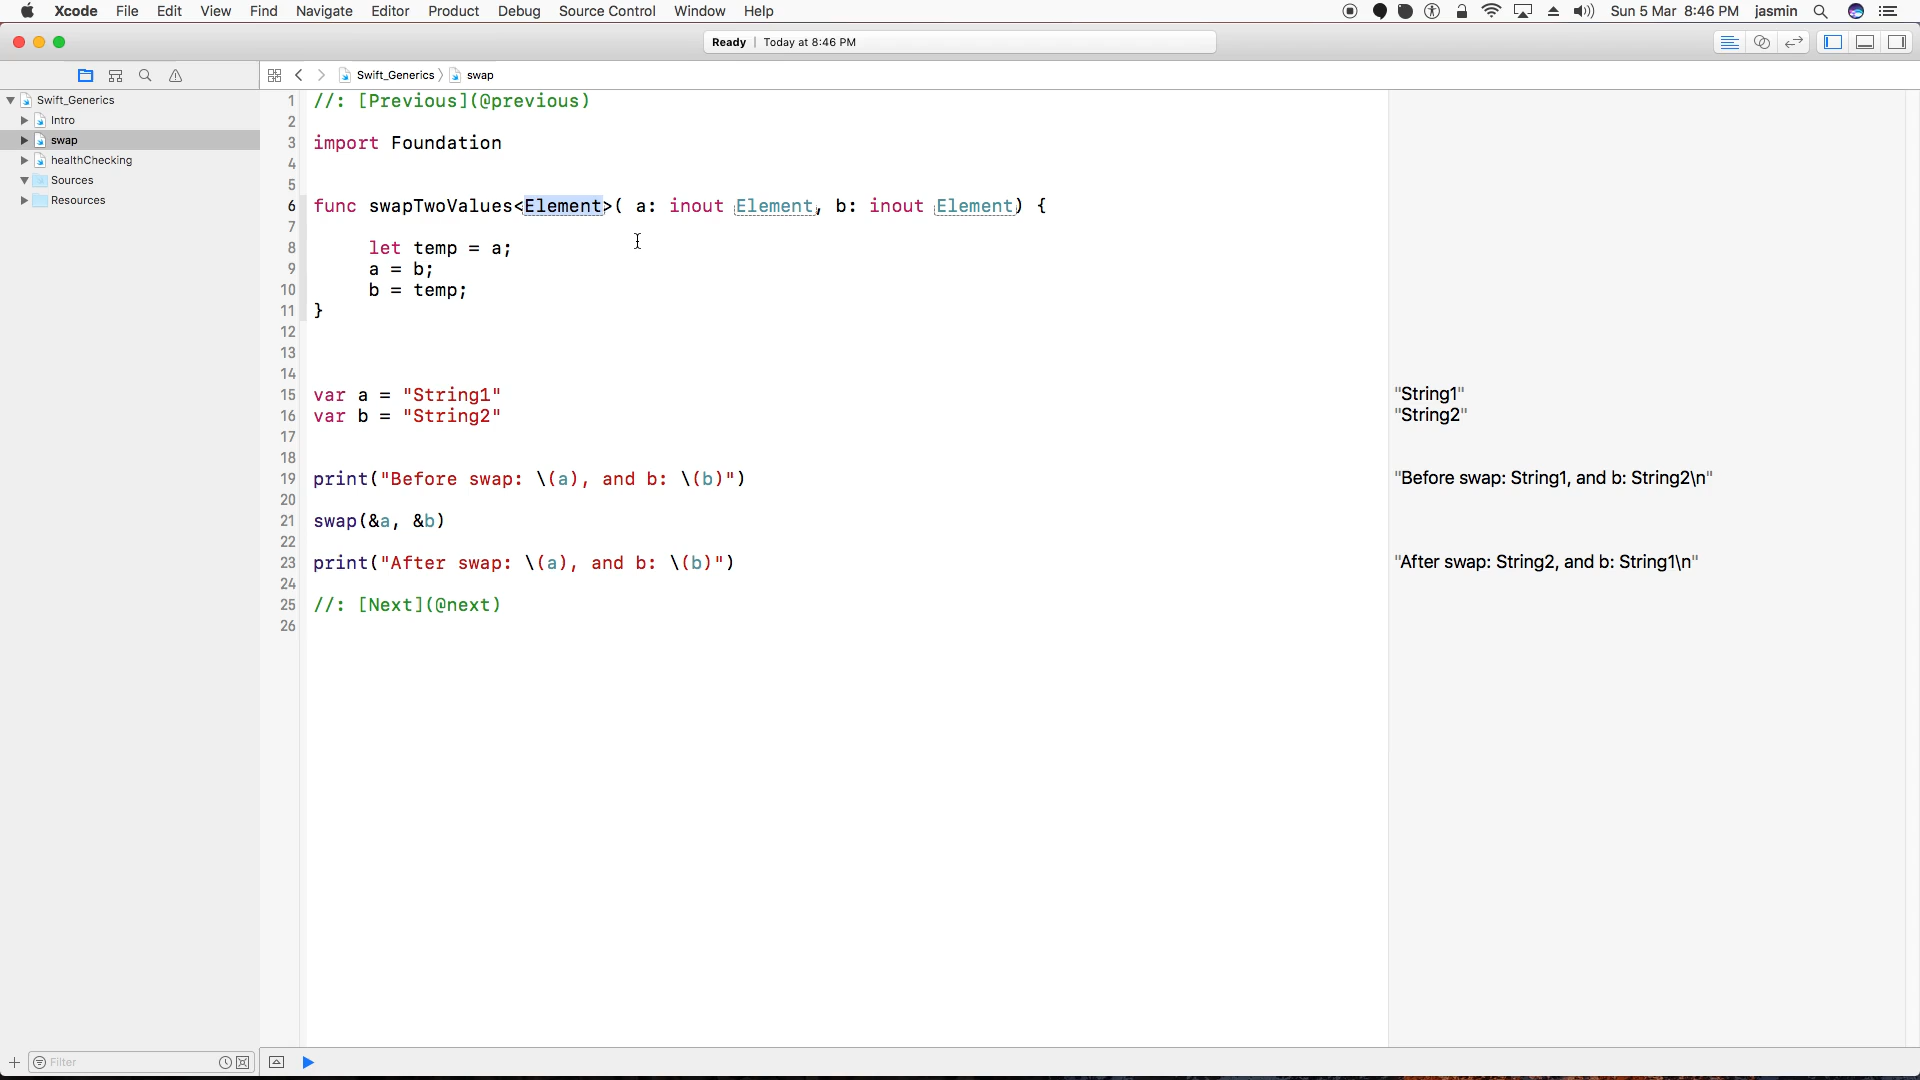 Xcode File Edit View Find Navigate Editor Product Debug Source Control Window Help Sun 5 Mar 8:46 PM jasmin
Ready | Today at 8:46 PM
Swift_Generics swap
Swift_Generics
Intro
swap
healthChecking
Sources
Resources
1 //: [Previous](@previous)
2
3 import Foundation
4
5
6 func swapTwoValues<Element>( a: inout Element, b: inout Element) {
7
8 let temp = a;
9 a = b;
10 b = temp;
11 }
12
13
14
15 var a = "String1" "String1"
16 var b = "String2" "String2"
17
18
19 print("Before swap: \(a), and b: \(b)") "Before swap: String1, and b: String2\n"
20
21 swap(&a, &b)
22
23 print("After swap: \(a), and b: \(b)") "After swap: String2, and b: String1\n"
24
25 //: [Next](@next)
26
Filter